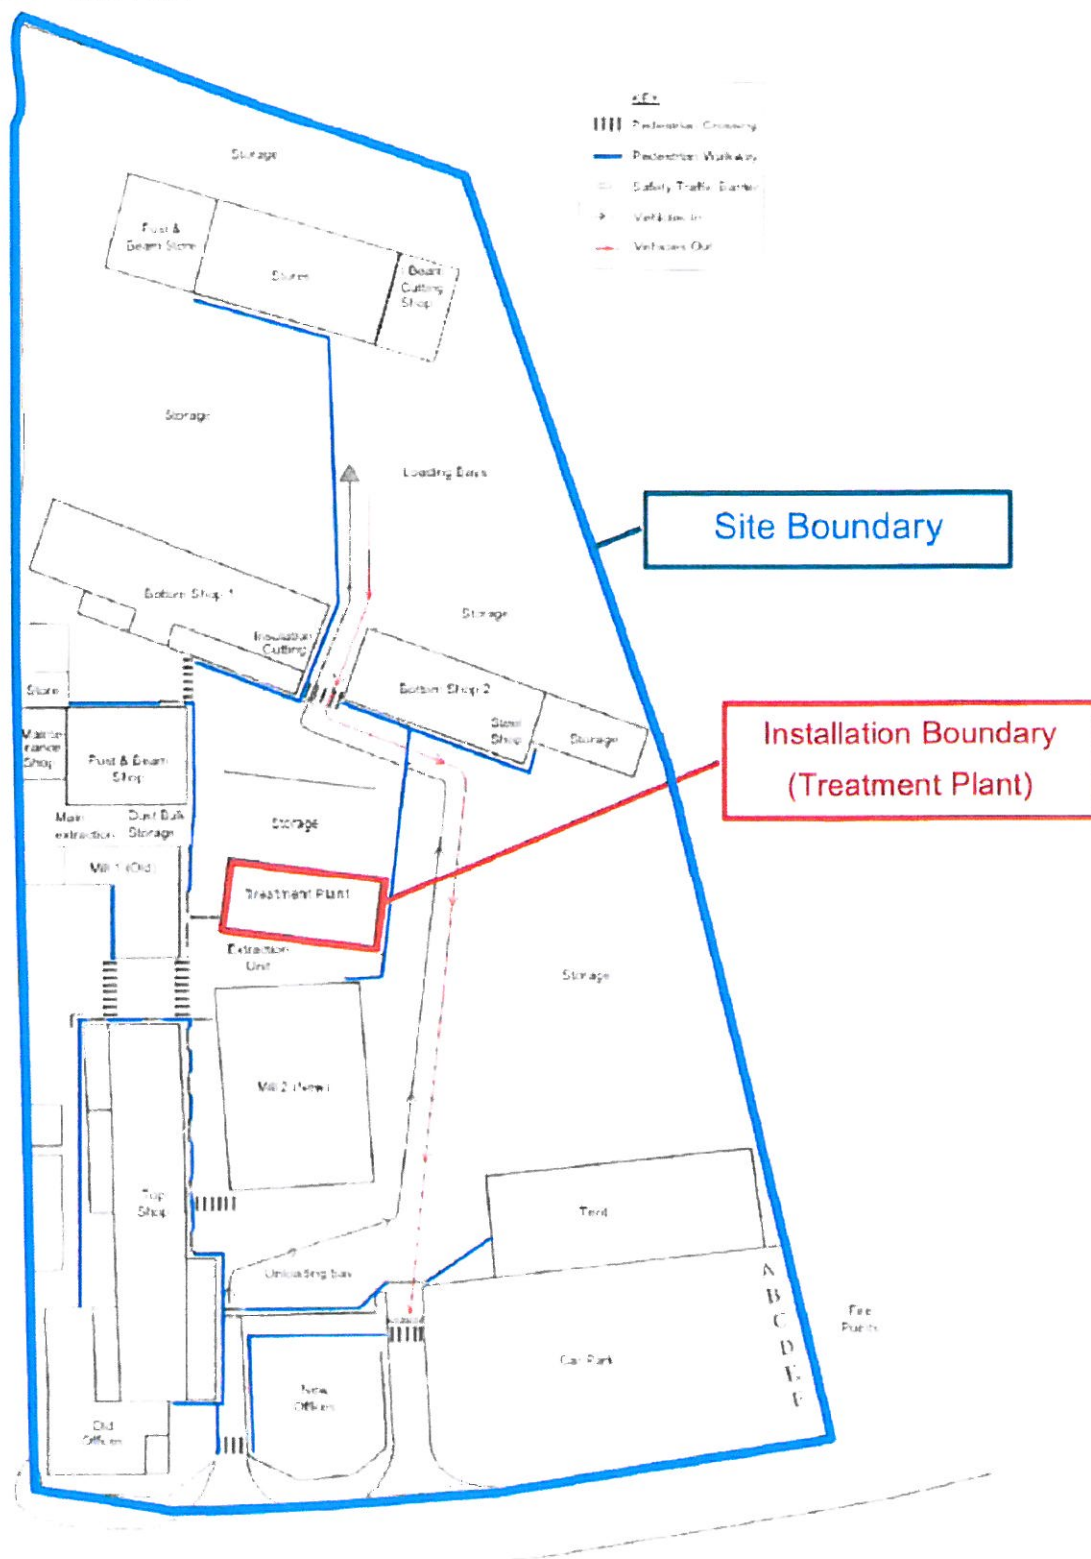 KEY
Pedestrian Crossing
Pedestrian Walkway
Safety Traffic Barrier
Vehicles In
Vehicles Out
Storage
Post &
Beam Store
Stores
Beam
Cutting
Shop
Storage
Loading Bays
Site Boundary
Bottom Shop 1
Insulation
Cutting
Storage
Bottom Shop 2
Steel
Shop
Storage
Store
Mainte
nance
Shop
Post & Beam
Shop
Installation Boundary
(Treatment Plant)
Main
extraction
Dust Bulk
Storage
Storage
Mill 1 (Old)
Treatment Plant
Extraction
Unit
Storage
Mill 2 (New)
Top
Shop
Tent
Unloading bay
A
B
C
D
E
F
Fire
Points
Car Park
New
Offices
Old
Offices